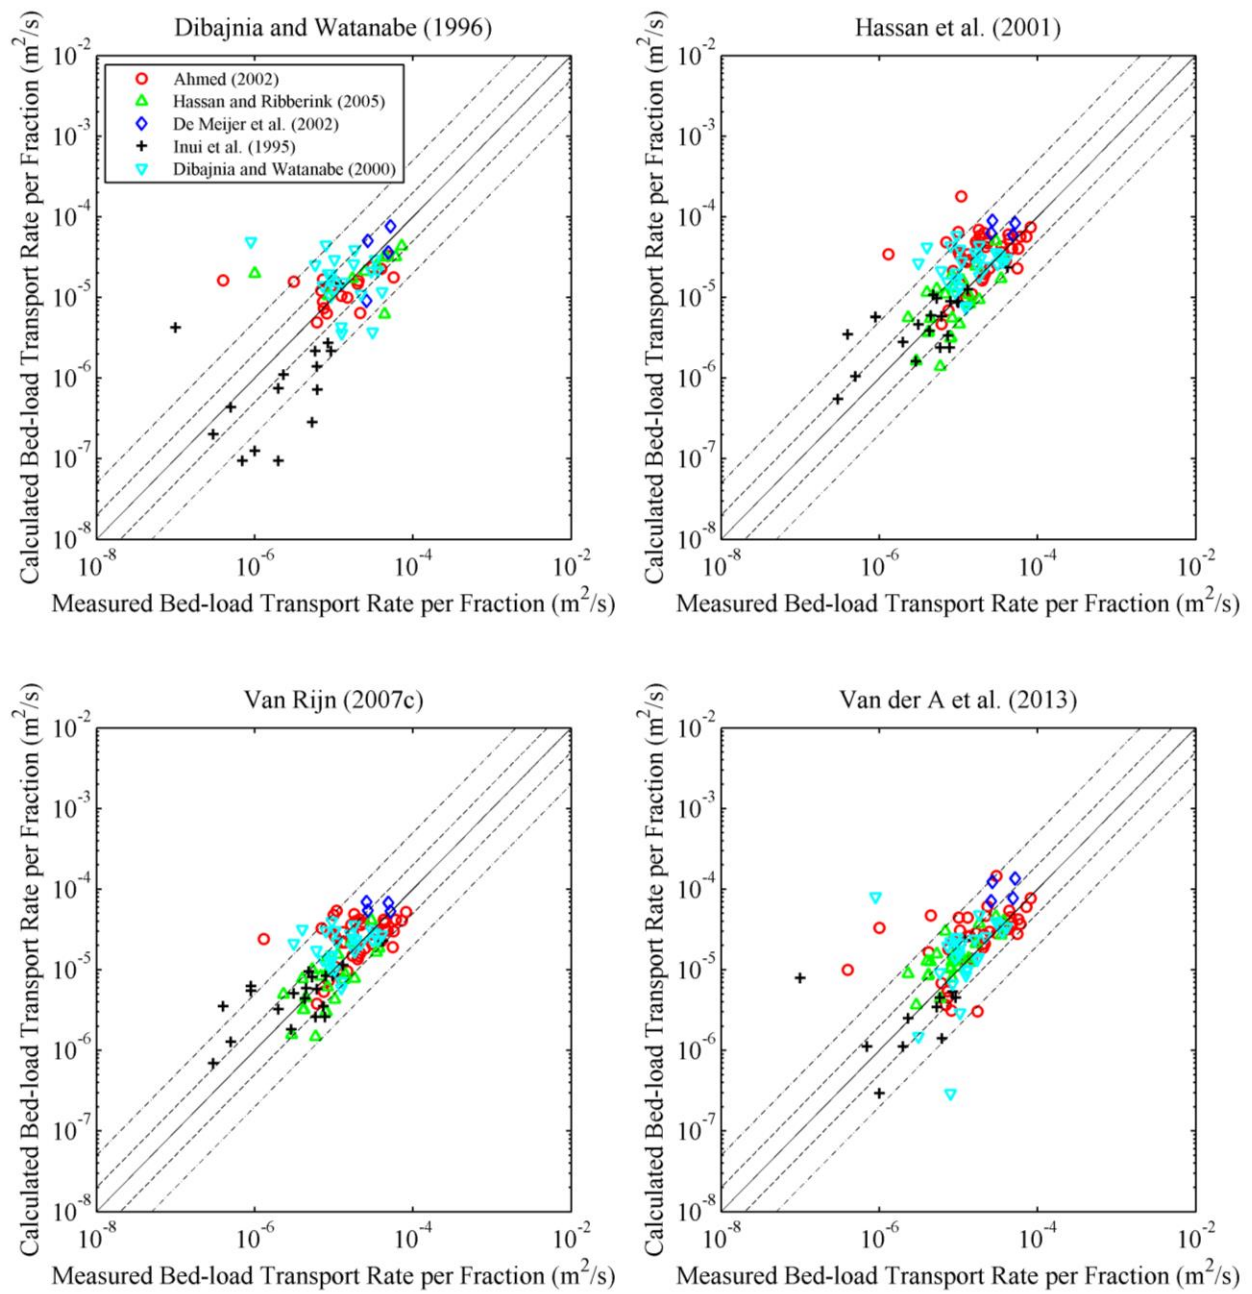 Dibajnia and Watanabe (1996)
Calculated Bed-load Transport Rate per Fraction (m²/s)
10⁻²
10⁻³
10⁻⁴
10⁻⁵
10⁻⁶
10⁻⁷
10⁻⁸
Ahmed (2002)
Hassan and Ribberink (2005)
De Meijer et al. (2002)
Inui et al. (1995)
Dibajnia and Watanabe (2000)
10⁻⁸ 10⁻⁶ 10⁻⁴ 10⁻²
Measured Bed-load Transport Rate per Fraction (m²/s)
Hassan et al. (2001)
Calculated Bed-load Transport Rate per Fraction (m²/s)
10⁻²
10⁻³
10⁻⁴
10⁻⁵
10⁻⁶
10⁻⁷
10⁻⁸
10⁻⁸ 10⁻⁶ 10⁻⁴ 10⁻²
Measured Bed-load Transport Rate per Fraction (m²/s)
Van Rijn (2007c)
Calculated Bed-load Transport Rate per Fraction (m²/s)
10⁻²
10⁻³
10⁻⁴
10⁻⁵
10⁻⁶
10⁻⁷
10⁻⁸
10⁻⁸ 10⁻⁶ 10⁻⁴ 10⁻²
Measured Bed-load Transport Rate per Fraction (m²/s)
Van der A et al. (2013)
Calculated Bed-load Transport Rate per Fraction (m²/s)
10⁻²
10⁻³
10⁻⁴
10⁻⁵
10⁻⁶
10⁻⁷
10⁻⁸
10⁻⁸ 10⁻⁶ 10⁻⁴ 10⁻²
Measured Bed-load Transport Rate per Fraction (m²/s)